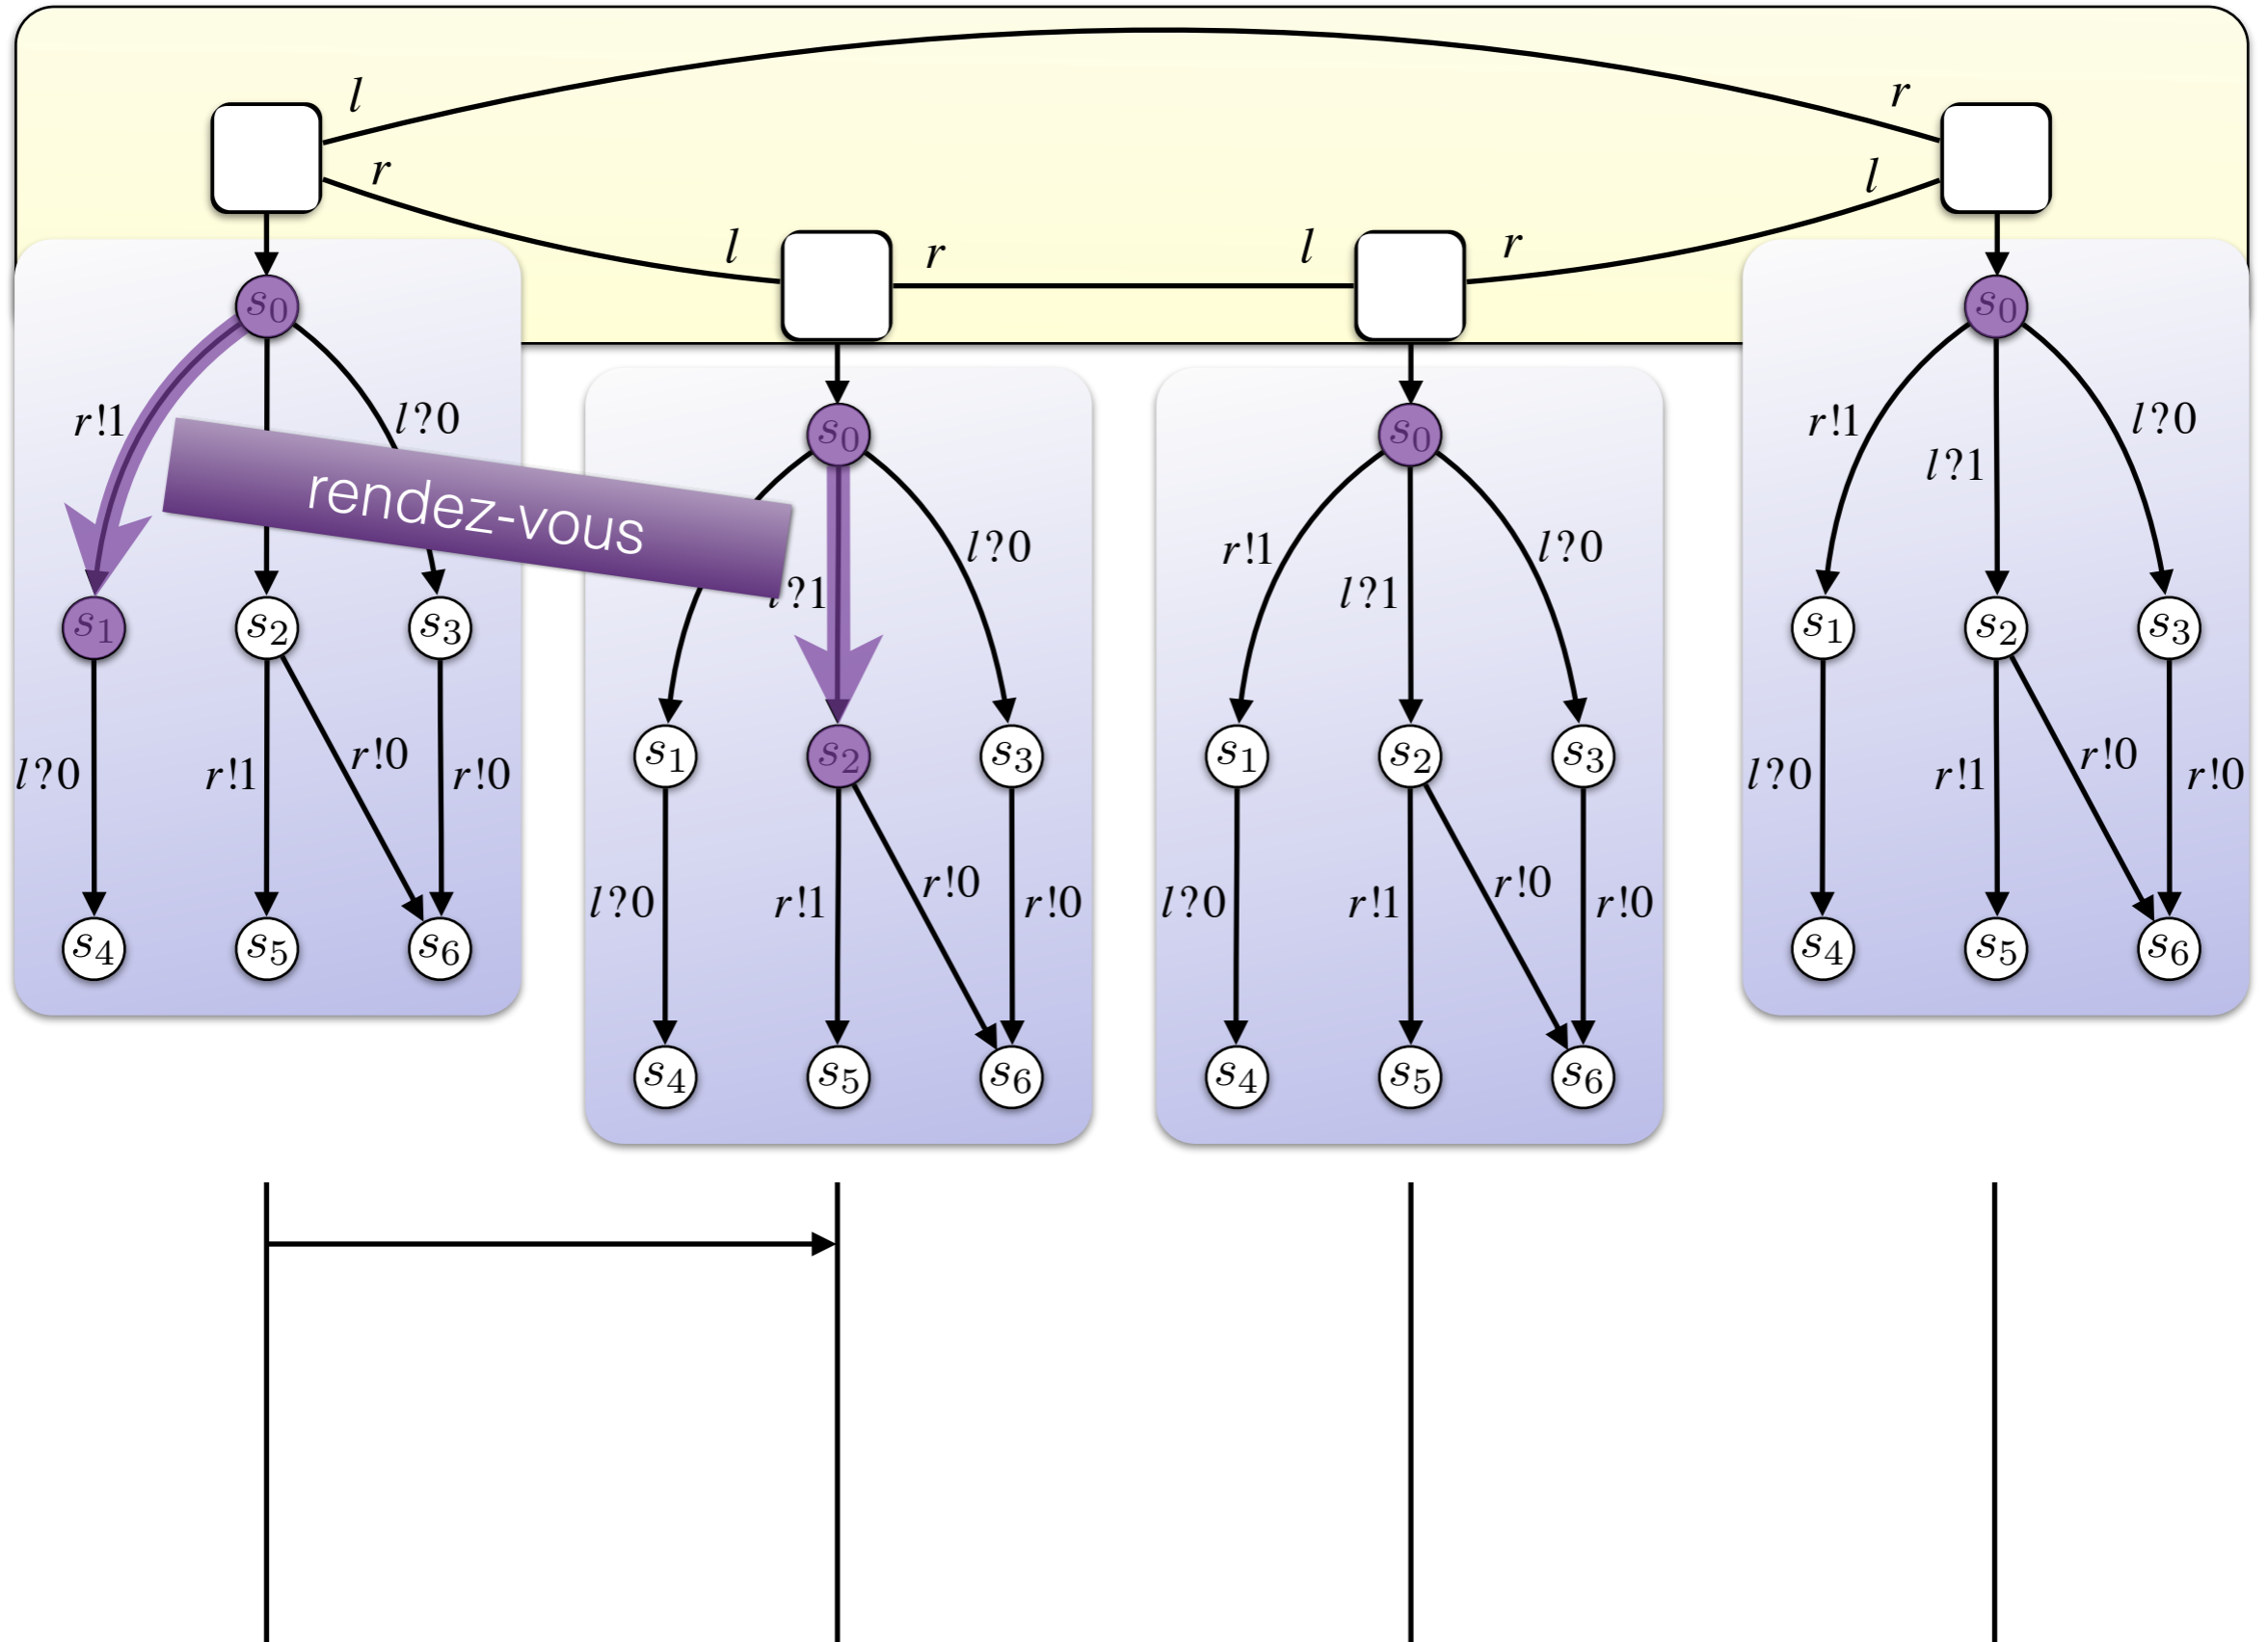 l r
r l
l r l r
s0 s0
s0 s0
r!1 l?0 r!1 l?1 l?0
rendez-vous
l?0 r!1 l?1 l?0
?1
s1 s2 s3 s1 s2 s3
s1 s2 s3 s1 s2 s3
l?0 r!1 r!0 r!0 l?0 r!1 r!0 r!0
l?0 r!1 r!0 r!0 l?0 r!1 r!0 r!0
s4 s5 s6 s4 s5 s6
s4 s5 s6 s4 s5 s6